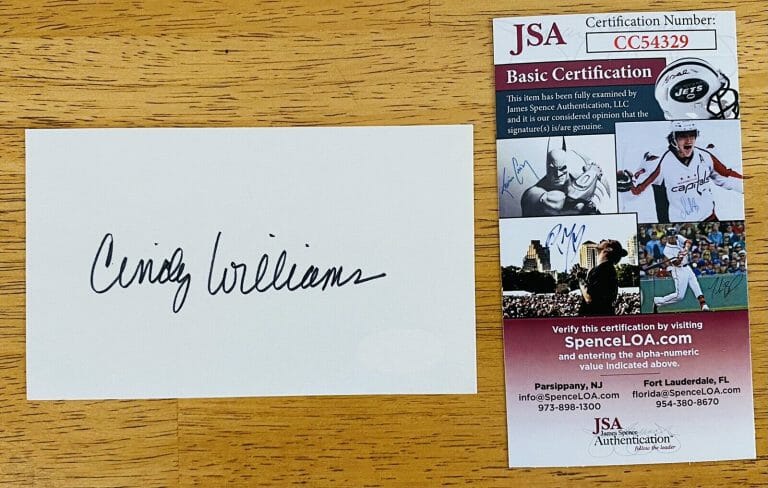 Cindy Williams
JSA
Certification Number:
CC54329
Basic Certification
This item has been fully examined by
James Spence Authentication, LLC
and it is our considered opinion that the
signature(s) is/are genuine.
JETS
capitals
Verify this certification by visiting
SpenceLOA.com
and entering the alpha-numeric
value indicated above.
Parsippany, NJ
info@SpenceLOA.com
973-898-1300
Fort Lauderdale, FL
florida@SpenceLOA.com
954-380-8670
JSA
James Spence
Authentication
follow the leader